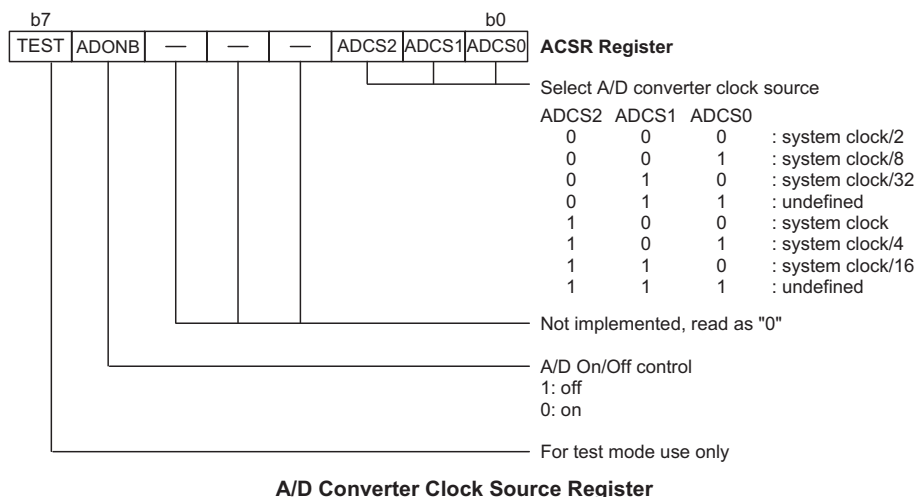 b7 b0
TEST ADONB — — — ADCS2 ADCS1 ADCS0 ACSR Register
Select A/D converter clock source
ADCS2 ADCS1 ADCS0
0 0 0 : system clock/2
0 0 1 : system clock/8
0 1 0 : system clock/32
0 1 1 : undefined
1 0 0 : system clock
1 0 1 : system clock/4
1 1 0 : system clock/16
1 1 1 : undefined
Not implemented, read as "0"
A/D On/Off control
1: off
0: on
For test mode use only
A/D Converter Clock Source Register